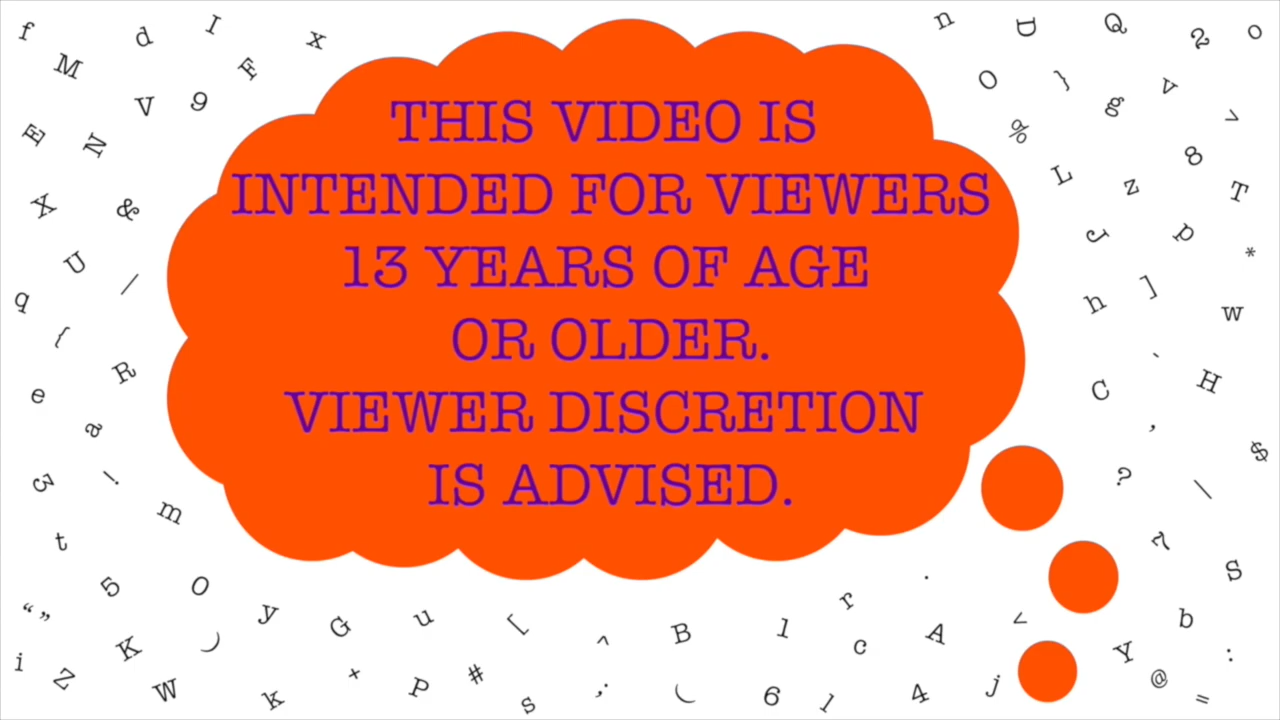 THIS VIDEO IS
INTENDED FOR VIEWERS
13 YEARS OF AGE
OR OLDER.
VIEWER DISCRETION
IS ADVISED.